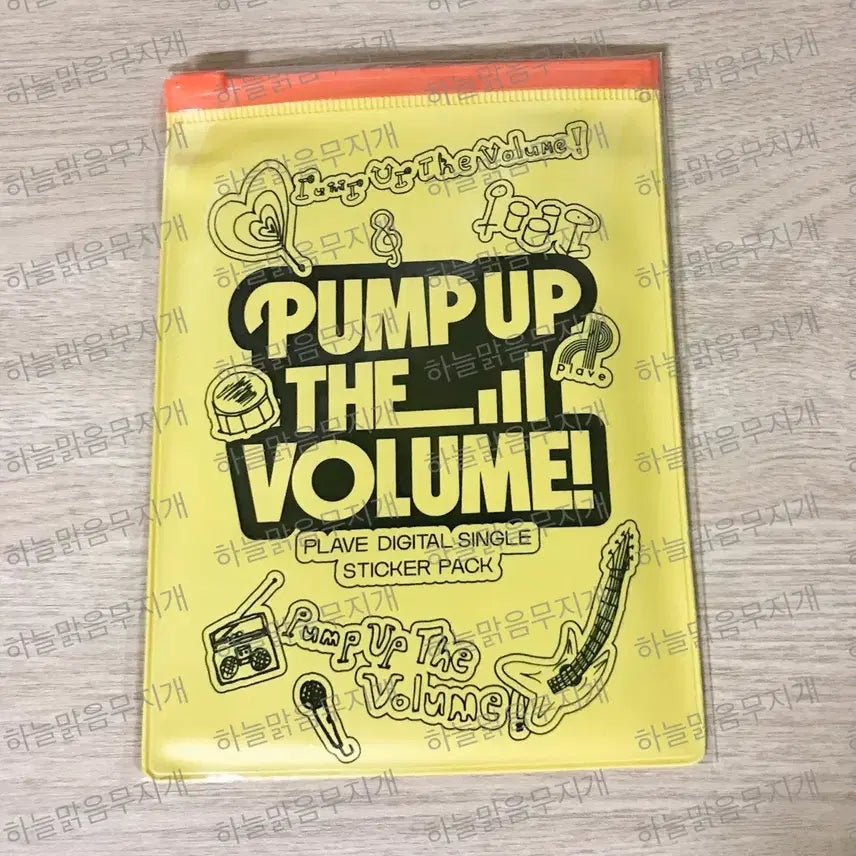 Pump Up The Volume!
PUMP UP
THE
VOLUME!
Plave
PLAVE DIGITAL SINGLE
STICKER PACK
Pump Up The
Volume!!
하늘맑음무지개